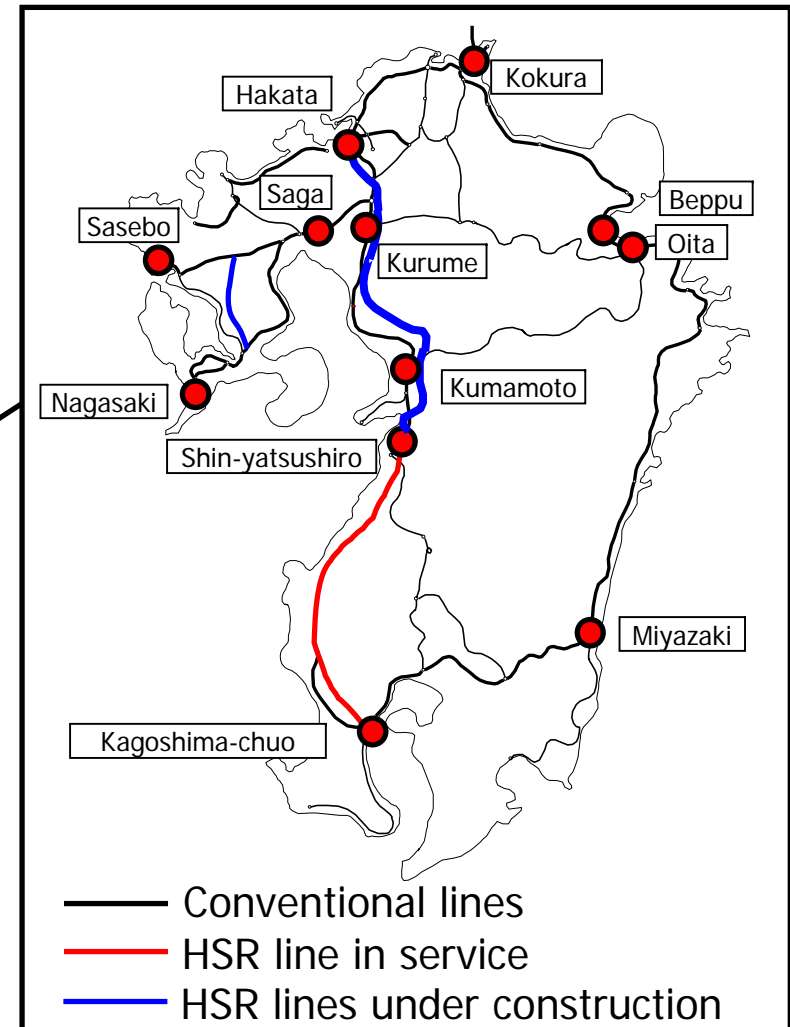 Kokura
Hakata
Saga
Beppu
Sasebo
Oita
Kurume
Kumamoto
Nagasaki
Shin-yatsushiro
Miyazaki
Kagoshima-chuo
Conventional lines
HSR line in service
HSR lines under construction